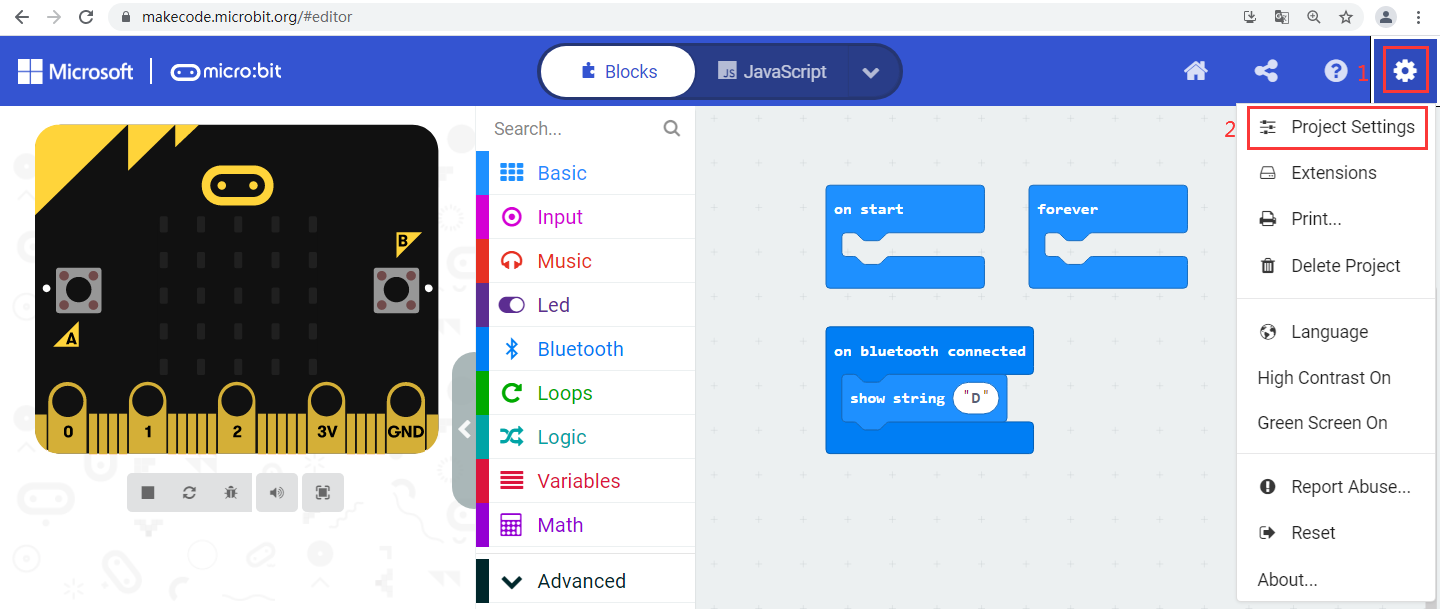 makecode.microbit.org/#editor
Microsoft micro:bit Blocks JS JavaScript ? 1
Search...
Basic
Input
Music
Led
Bluetooth
Loops
Logic
Variables
Math
Advanced
A
B
0 1 2 3V GND
on start
forever
on bluetooth connected
show string "D"
2 Project Settings
Extensions
Print...
Delete Project
Language
High Contrast On
Green Screen On
Report Abuse...
Reset
About...